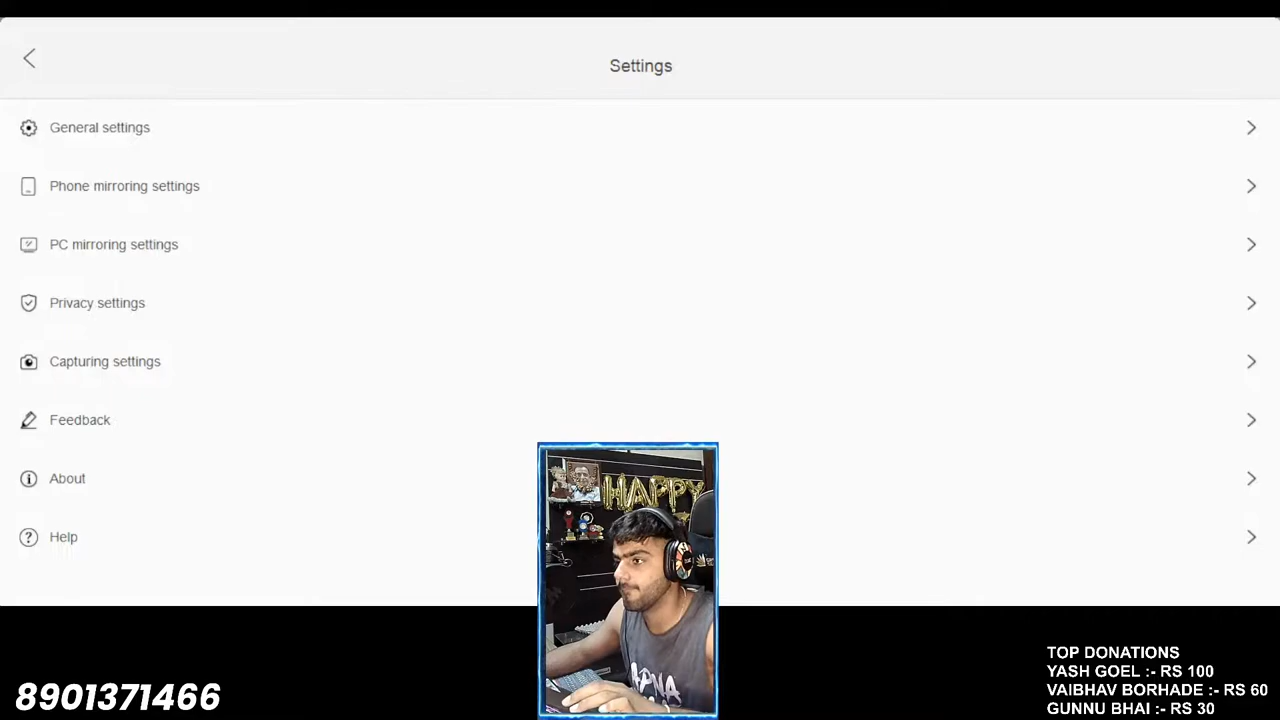 Settings
General settings
Phone mirroring settings
PC mirroring settings
Privacy settings
Capturing settings
Feedback
About
Help
HAPPY
APNA
8901371466
TOP DONATIONS
YASH GOEL :- RS 100
VAIBHAV BORHADE :- RS 60
GUNNU BHAI :- RS 30